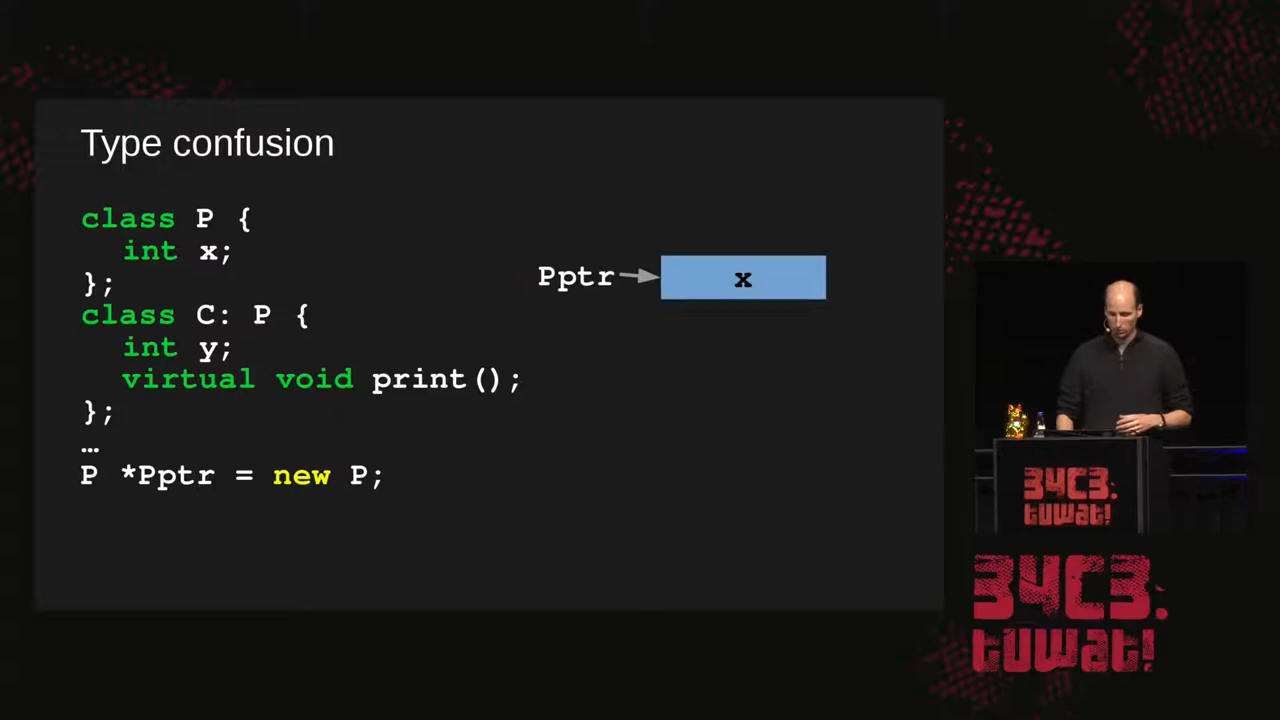 Type confusion
class P {
int x;
};
class C: P {
int y;
virtual void print();
};
…
P *Pptr = new P;
Pptr
x
34C3.
tuwat!
34C3.
tuwat!